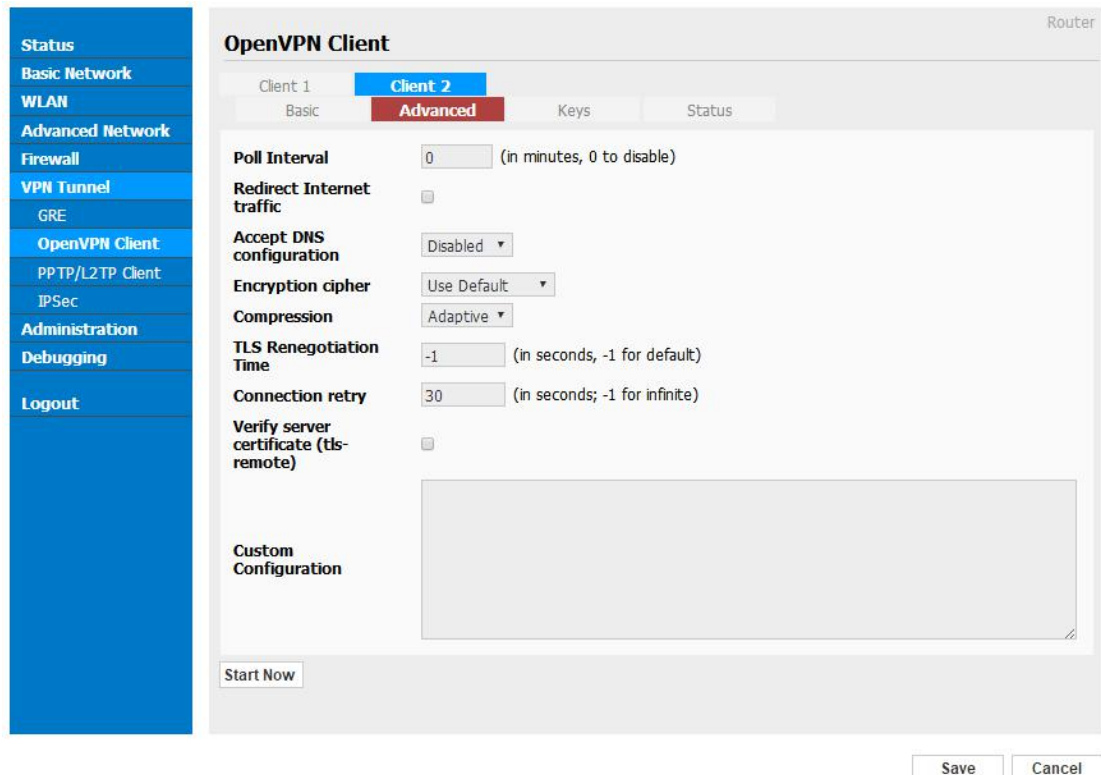 Router
Status
Basic Network
WLAN
Advanced Network
Firewall
VPN Tunnel
GRE
OpenVPN Client
PPTP/L2TP Client
IPSec
Administration
Debugging
Logout
OpenVPN Client
Client 1 Client 2
Basic Advanced Keys Status
Poll Interval 0 (in minutes, 0 to disable)
Redirect Internet
traffic
Accept DNS
configuration Disabled
Encryption cipher Use Default
Compression Adaptive
TLS Renegotiation
Time -1 (in seconds, -1 for default)
Connection retry 30 (in seconds; -1 for infinite)
Verify server
certificate (tls-
remote)
Custom
Configuration
Start Now
Save Cancel